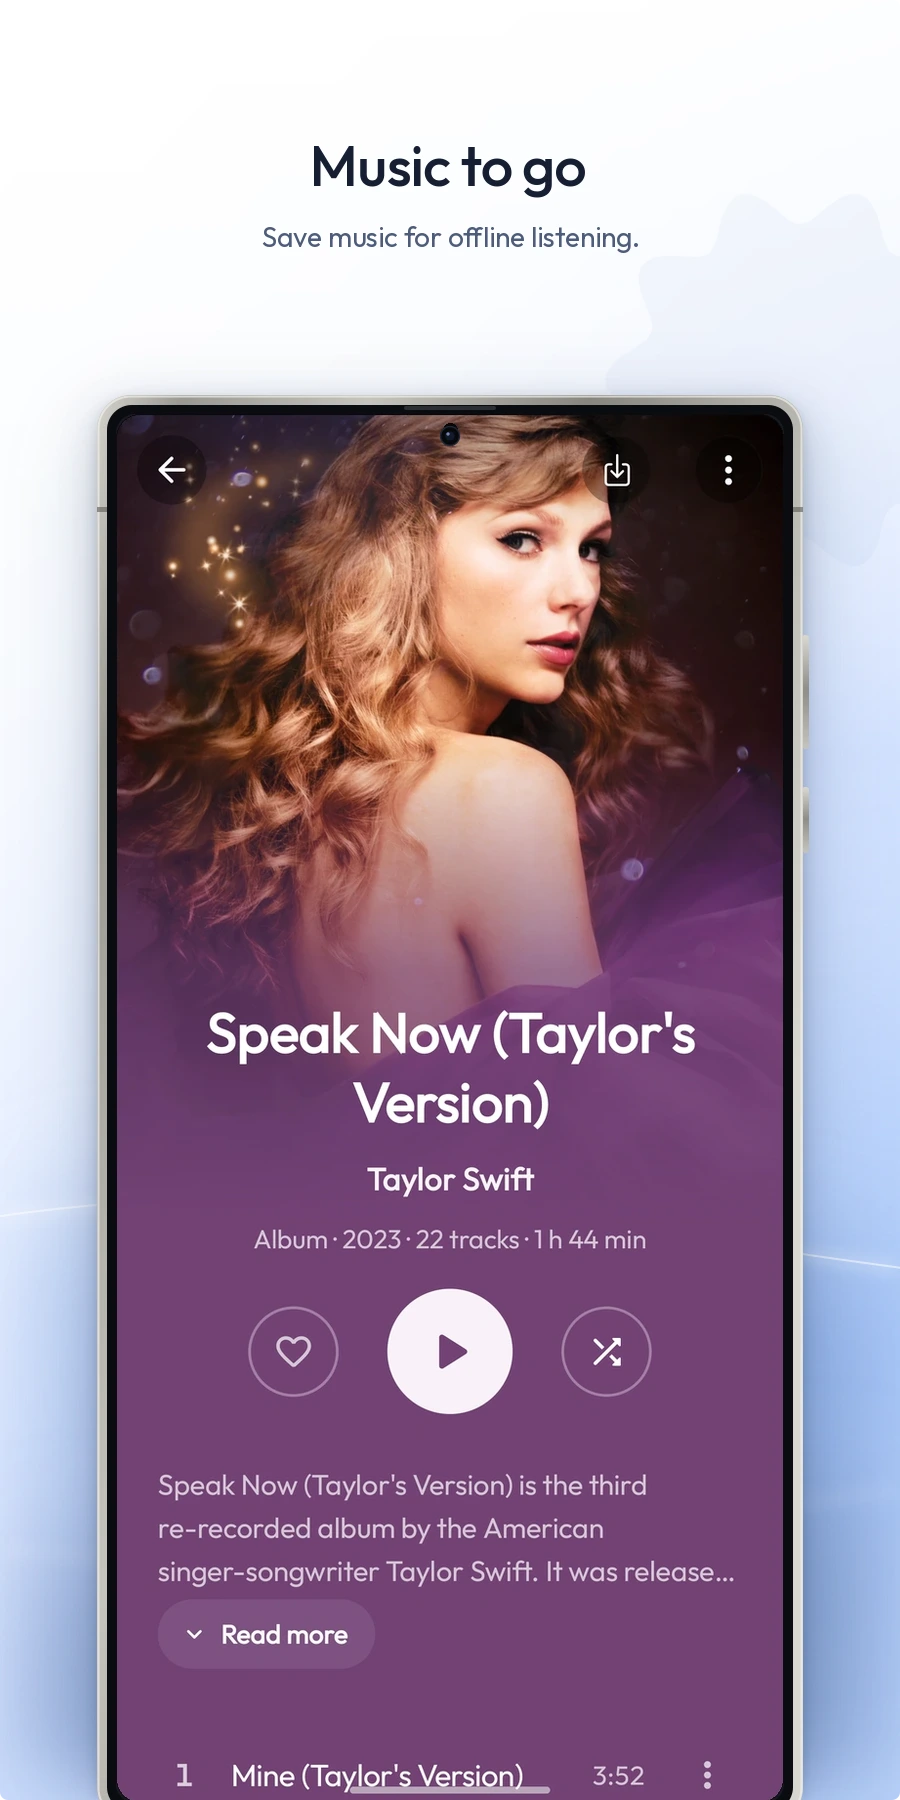 Music to go
Save music for offline listening.
Speak Now (Taylor's
Version)
Taylor Swift
Album · 2023 · 22 tracks · 1 h 44 min
Speak Now (Taylor's Version) is the third
re-recorded album by the American
singer-songwriter Taylor Swift. It was release...
Read more
1 Mine (Taylor's Version) 3:52